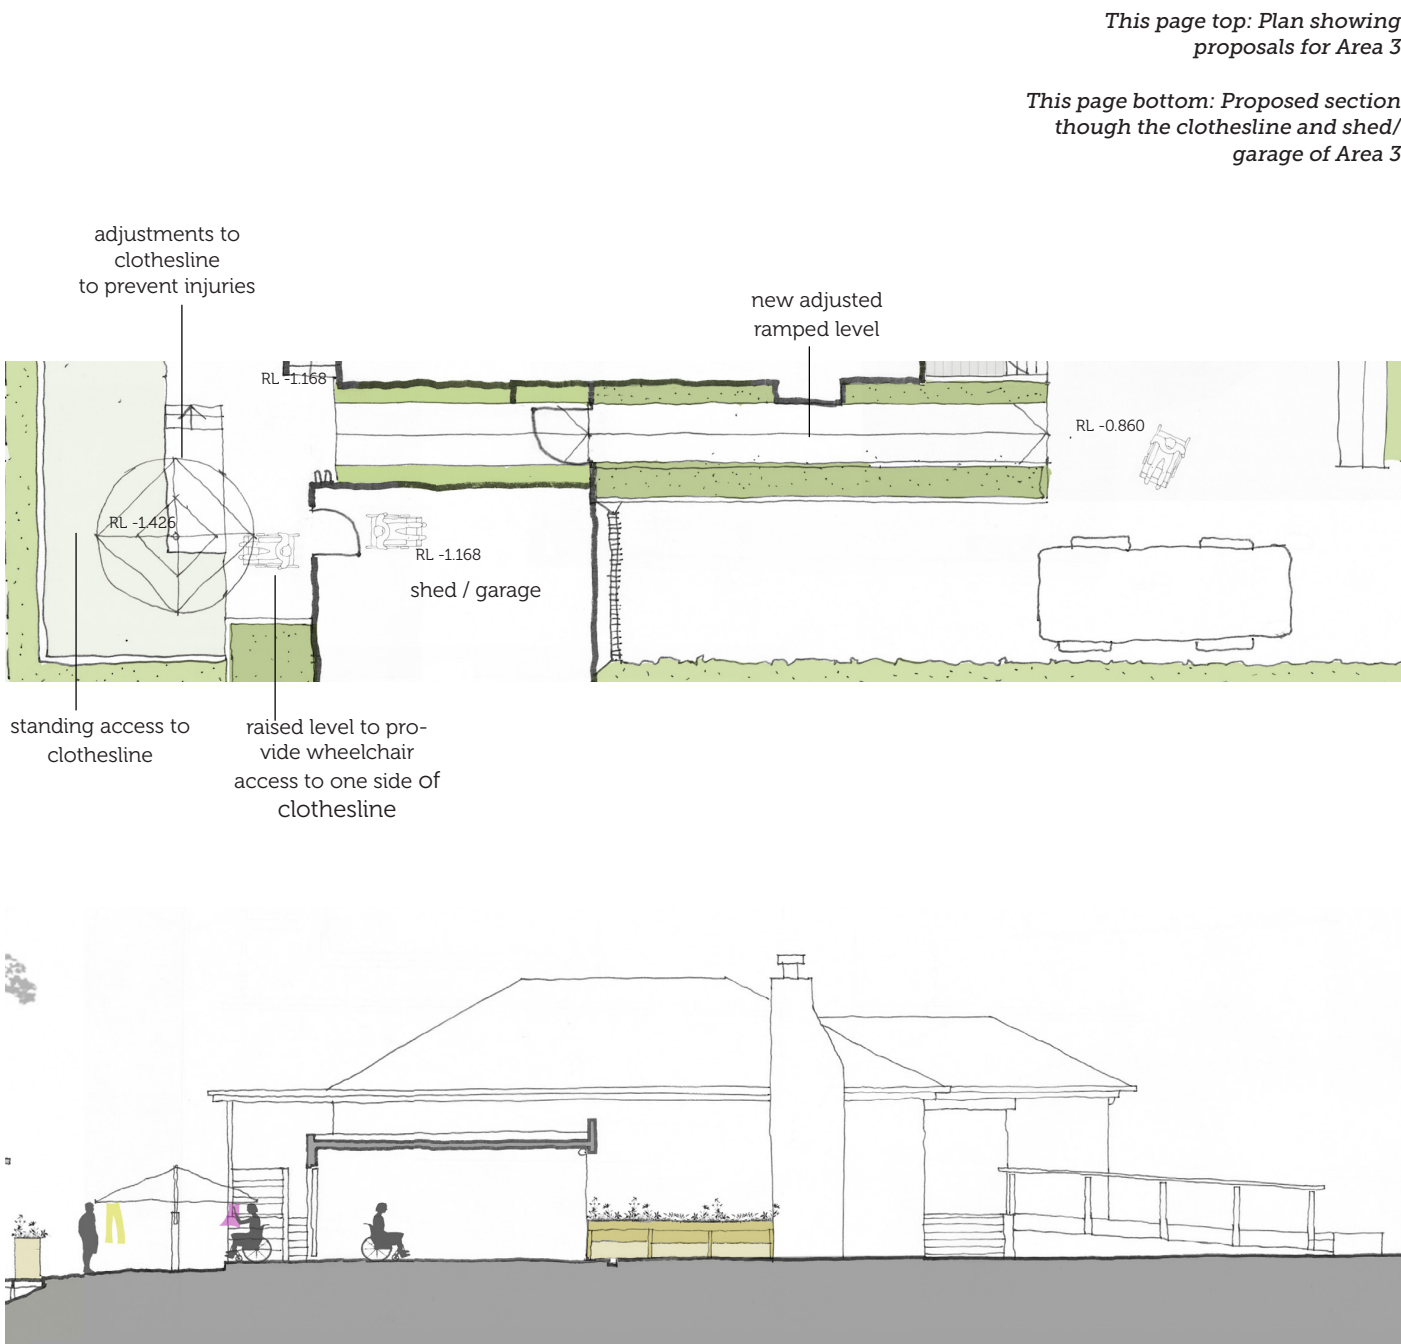 This page top: Plan showing
proposals for Area 3
This page bottom: Proposed section
though the clothesline and shed/
garage of Area 3
adjustments to
clothesline
to prevent injuries
new adjusted
ramped level
RL -1.168
RL -0.860
RL -1.426
RL -1.168
shed / garage
standing access to
clothesline
raised level to pro-
vide wheelchair
access to one side of
clothesline